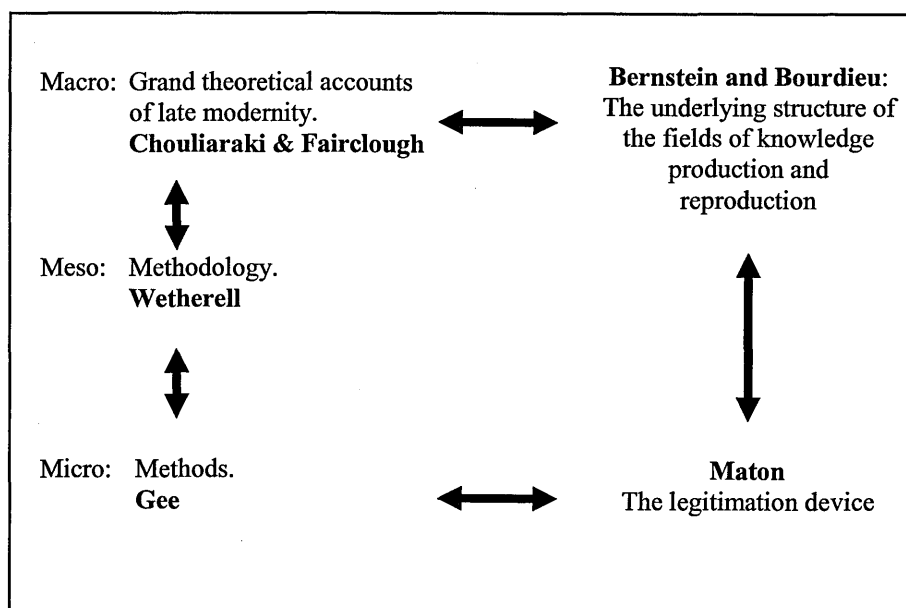 Macro: Grand theoretical accounts
of late modernity.
Chouliaraki & Fairclough
Bernstein and Bourdieu:
The underlying structure of
the fields of knowledge
production and
reproduction
Meso: Methodology.
Wetherell
Micro: Methods.
Gee
Maton
The legitimation device